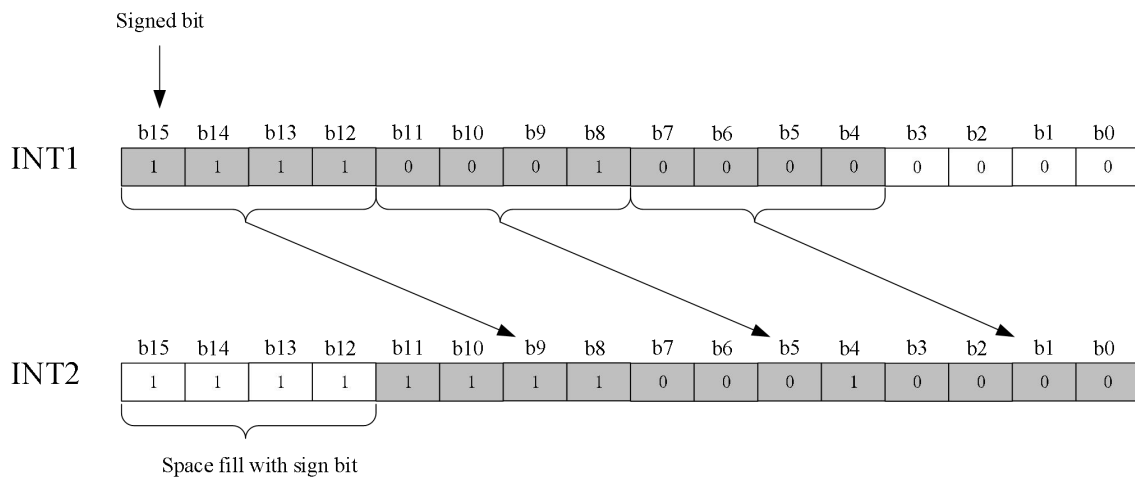 Signed bit
b15 b14 b13 b12 b11 b10 b9 b8 b7 b6 b5 b4 b3 b2 b1 b0
INT1 1 1 1 1 0 0 0 1 0 0 0 0 0 0 0 0
b15 b14 b13 b12 b11 b10 b9 b8 b7 b6 b5 b4 b3 b2 b1 b0
INT2 1 1 1 1 1 1 1 1 0 0 0 1 0 0 0 0
Space fill with sign bit